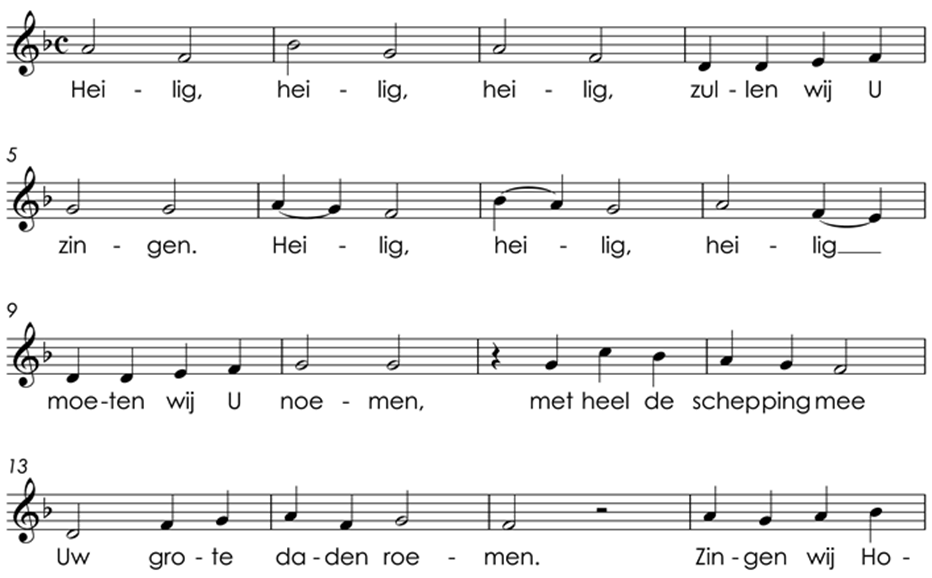 Hei - lig, hei - lig, hei - lig, zul - len wij U
5
zin - gen. Hei - lig, hei - lig, hei - lig
9
moe-ten wij U noe - men, met heel de schepping mee
13
Uw gro - te da - den roe - men. Zin - gen wij Ho -